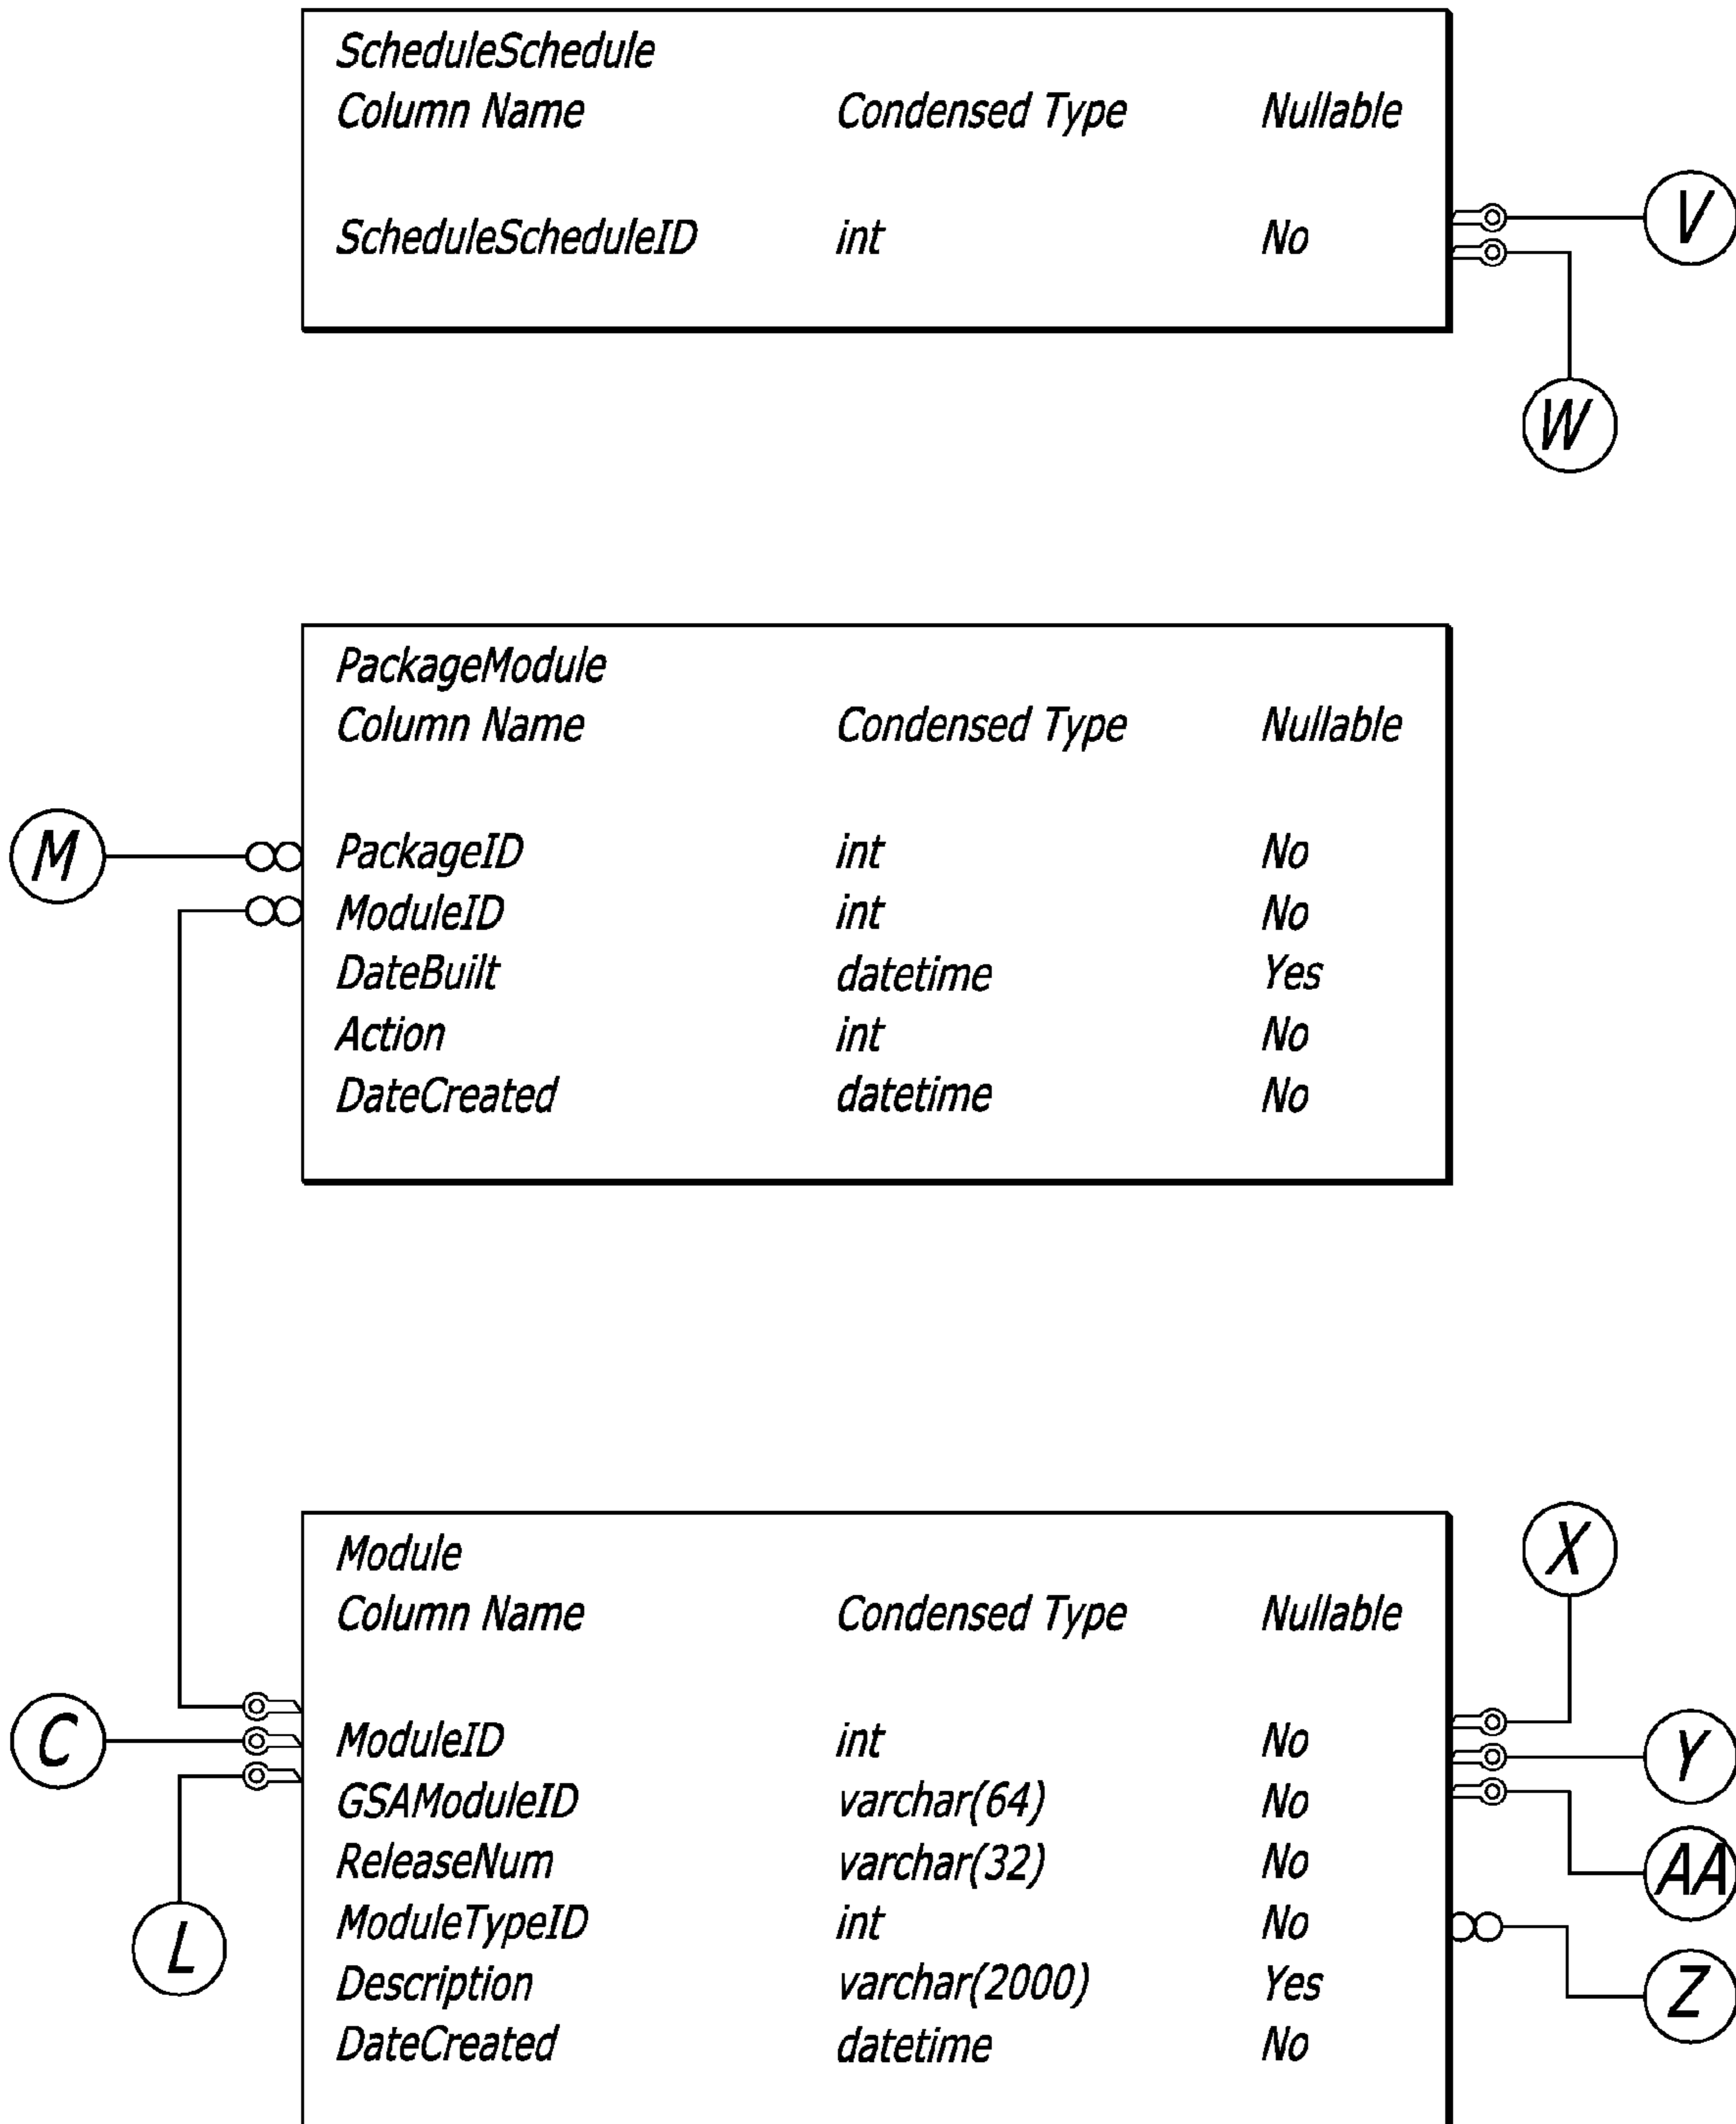 ScheduleSchedule
Column Name Condensed Type Nullable
ScheduleScheduleID int No
V
W
PackageModule
Column Name Condensed Type Nullable
M
PackageID int No
ModuleID int No
DateBuilt datetime Yes
Action int No
DateCreated datetime No
Module
X
Column Name Condensed Type Nullable
C
ModuleID int No
Y
GSAModuleID varchar(64) No
ReleaseNum varchar(32) No
AA
ModuleTypeID int No
L
Description varchar(2000) Yes
Z
DateCreated datetime No